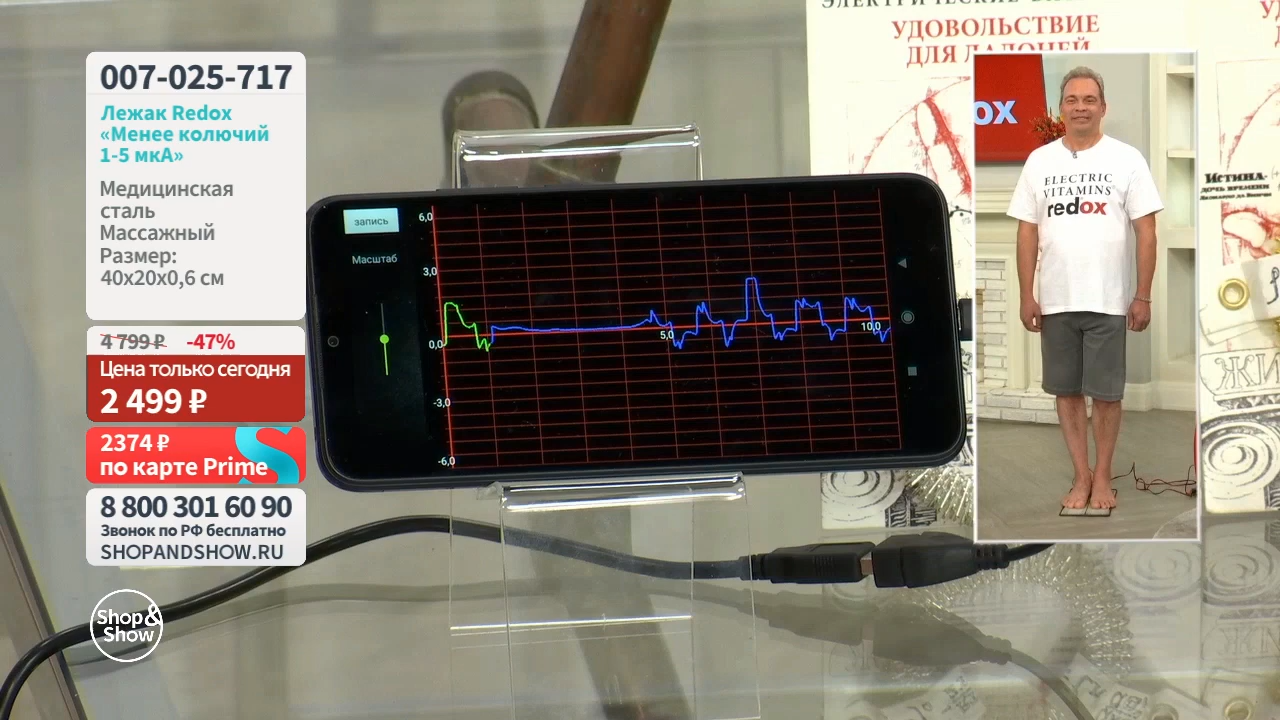 007-025-717
Лежак Redox
«Менее колючий
1-5 мкА»
Медицинская
сталь
Массажный
Размер:
40х20х0,6 см
4 799 ₽ -47%
Цена только сегодня
2 499 ₽
2374 ₽
по карте Prime
8 800 301 60 90
Звонок по РФ бесплатно
SHOPANDSHOW.RU
Shop&
Show
запись
Масштаб
6,0
3,0
0,0
-3,0
-6,0
5,0
10,0
УДОВОЛЬСТВИЕ
ДЛЯ ЛАДОНЕЙ
ox
ELECTRIC
VITAMINS
redox
Истина-
дочь времени